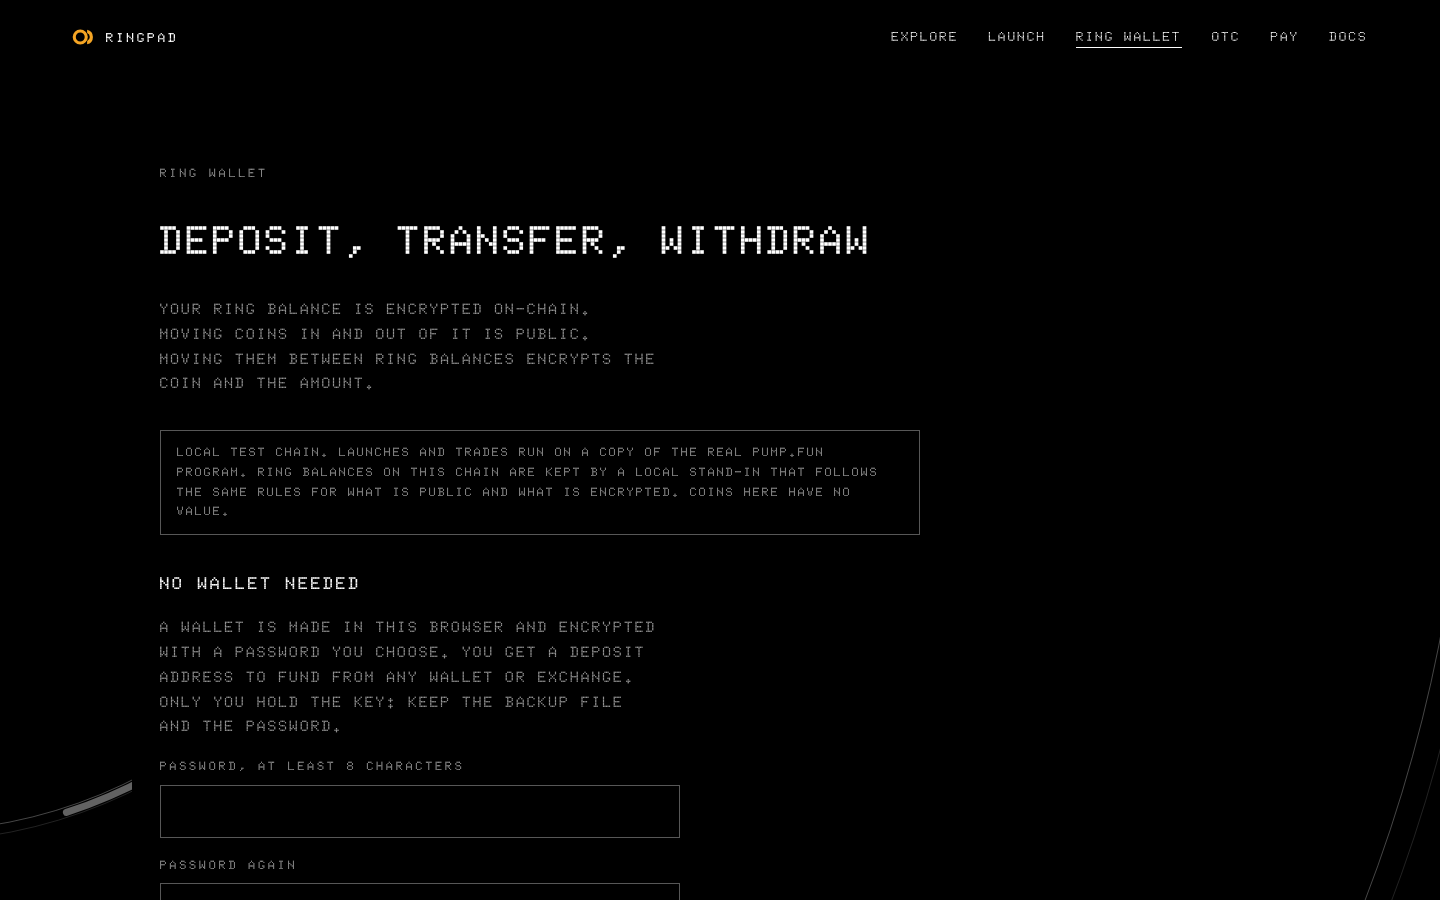 RINGPAD
EXPLORE LAUNCH RING WALLET OTC PAY DOCS
RING WALLET
DEPOSIT, TRANSFER, WITHDRAW
YOUR RING BALANCE IS ENCRYPTED ON-CHAIN.
MOVING COINS IN AND OUT OF IT IS PUBLIC.
MOVING THEM BETWEEN RING BALANCES ENCRYPTS THE
COIN AND THE AMOUNT.
LOCAL TEST CHAIN. LAUNCHES AND TRADES RUN ON A COPY OF THE REAL PUMP.FUN
PROGRAM. RING BALANCES ON THIS CHAIN ARE KEPT BY A LOCAL STAND-IN THAT FOLLOWS
THE SAME RULES FOR WHAT IS PUBLIC AND WHAT IS ENCRYPTED. COINS HERE HAVE NO
VALUE.
NO WALLET NEEDED
A WALLET IS MADE IN THIS BROWSER AND ENCRYPTED
WITH A PASSWORD YOU CHOOSE. YOU GET A DEPOSIT
ADDRESS TO FUND FROM ANY WALLET OR EXCHANGE.
ONLY YOU HOLD THE KEY: KEEP THE BACKUP FILE
AND THE PASSWORD.
PASSWORD, AT LEAST 8 CHARACTERS
PASSWORD AGAIN